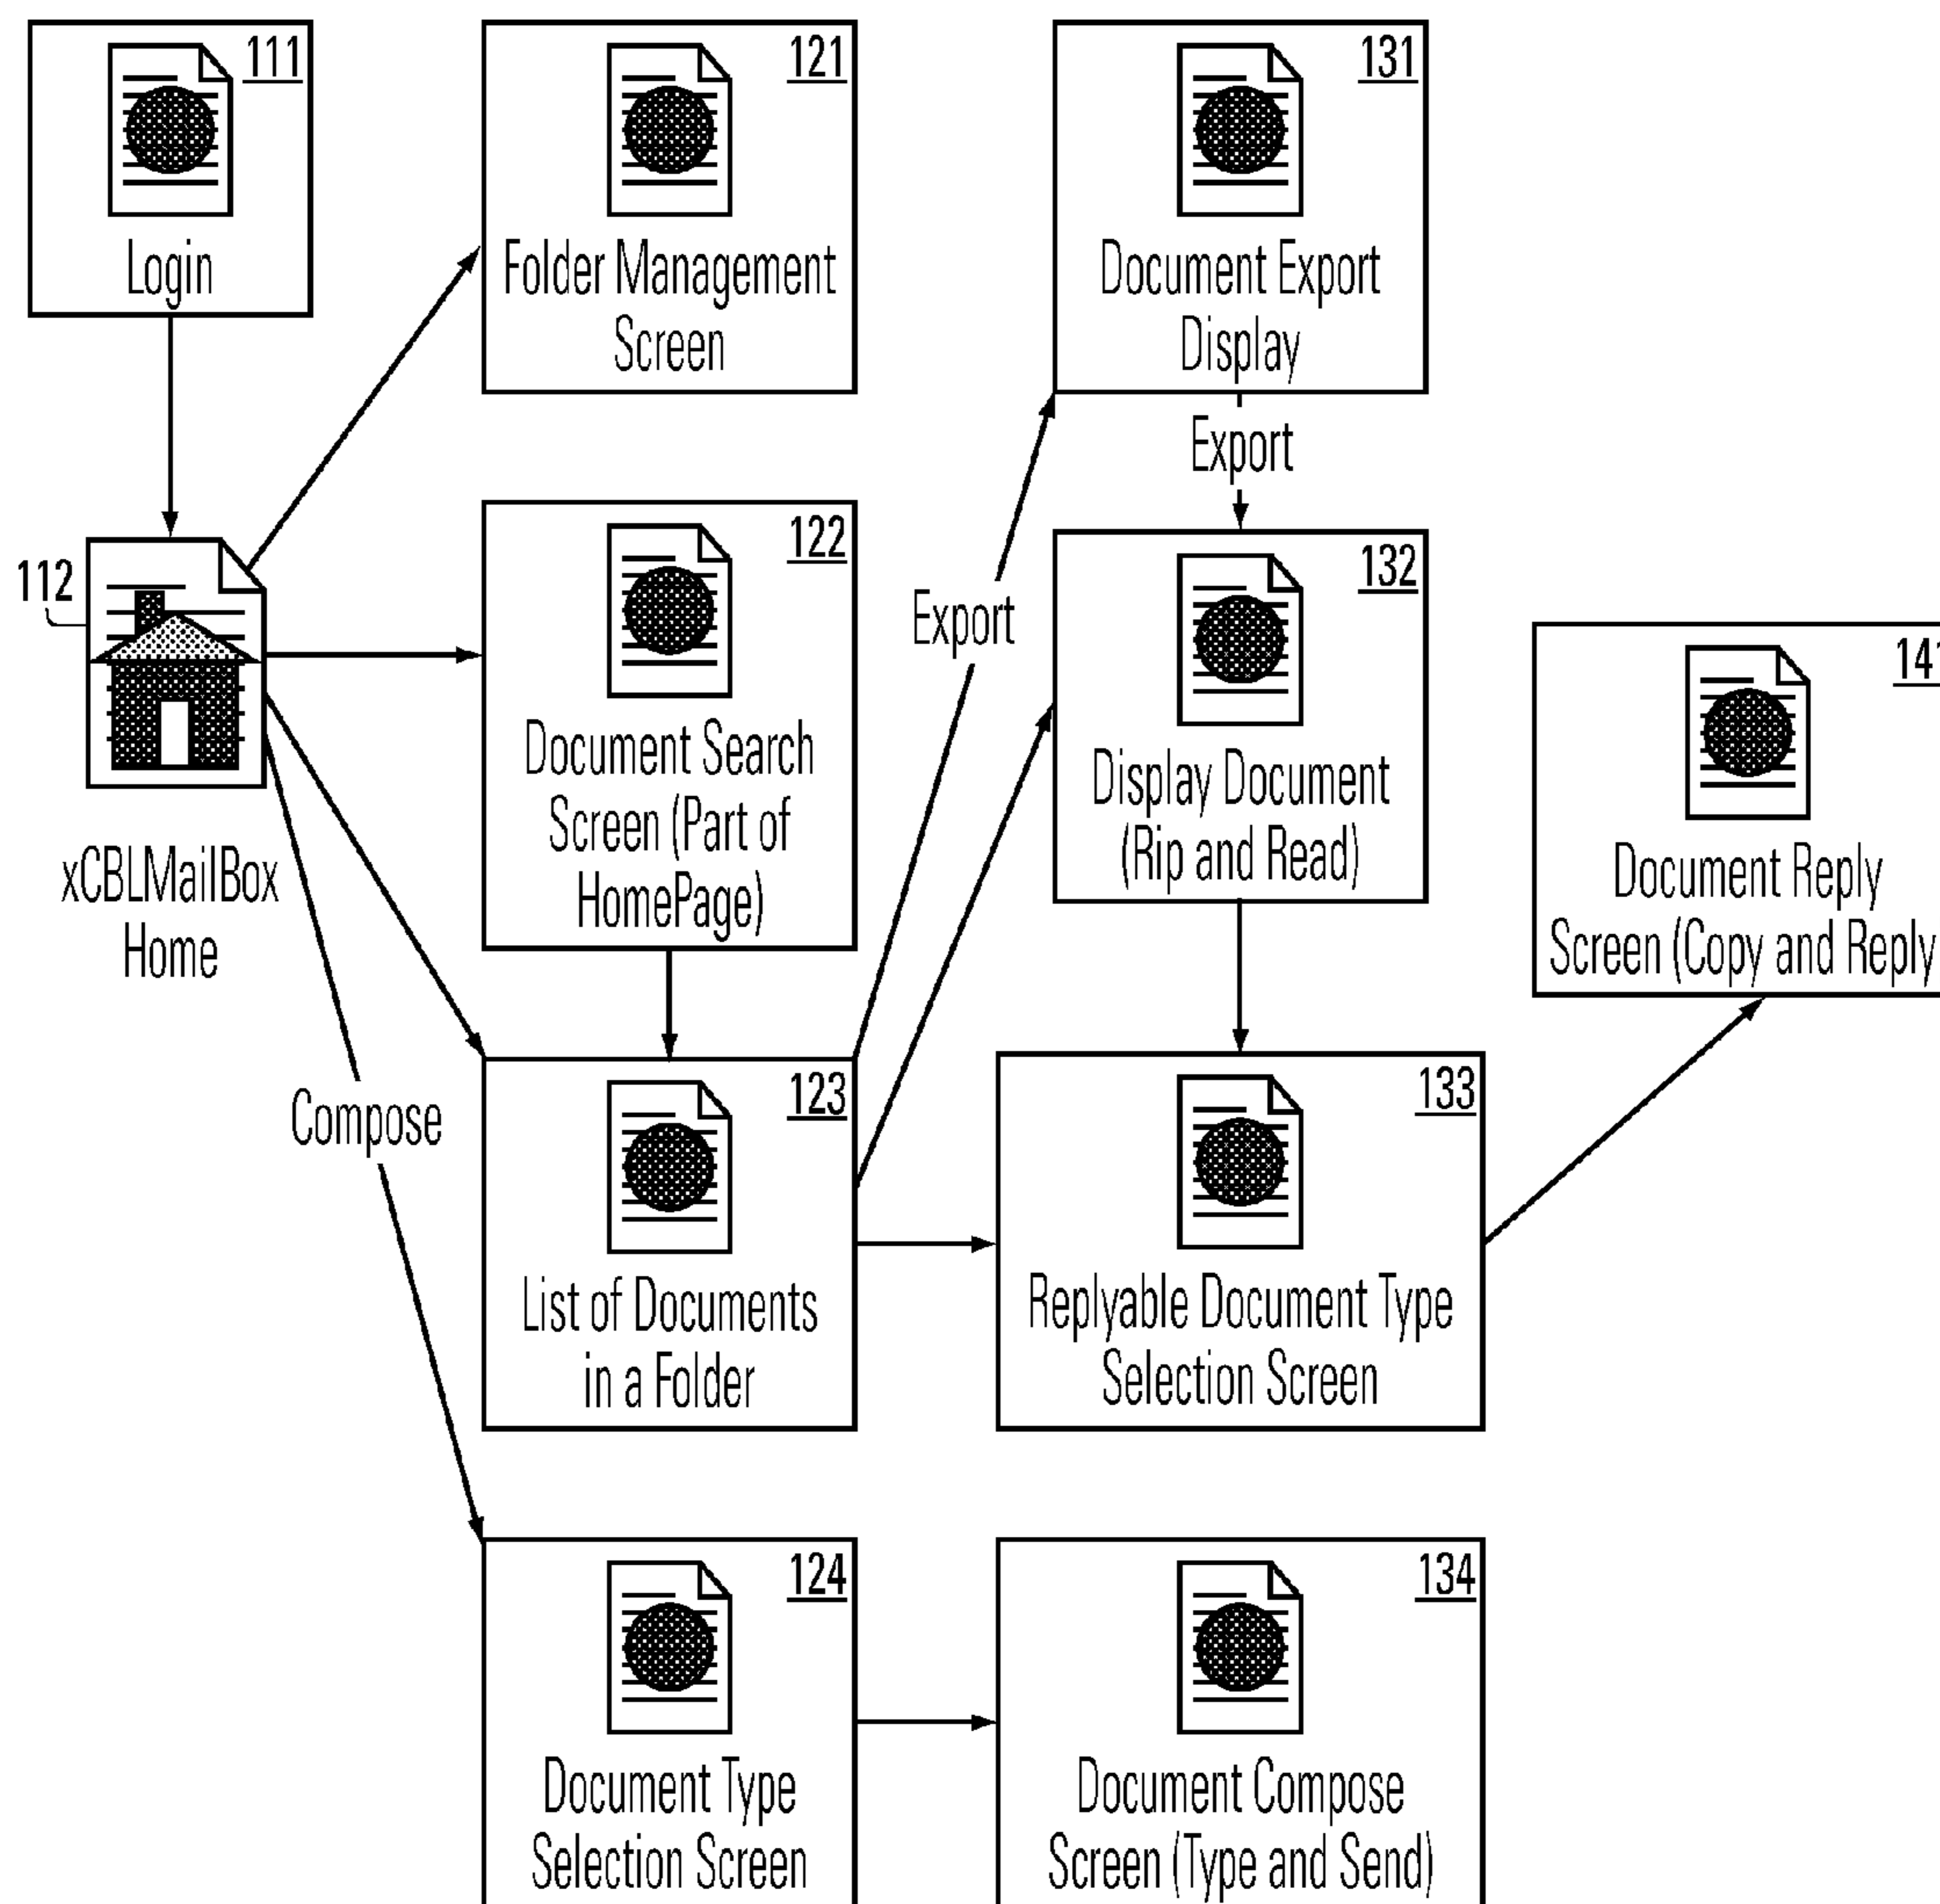 111
Login
121
Folder Management
Screen
131
Document Export
Display
Export
112
xCBLMailBox
Home
122
Document Search
Screen (Part of
HomePage)
Export
132
Display Document
(Rip and Read)
141
Document Reply
Screen (Copy and Reply
Compose
123
List of Documents
in a Folder
133
Replyable Document Type
Selection Screen
124
Document Type
Selection Screen
134
Document Compose
Screen (Type and Send)